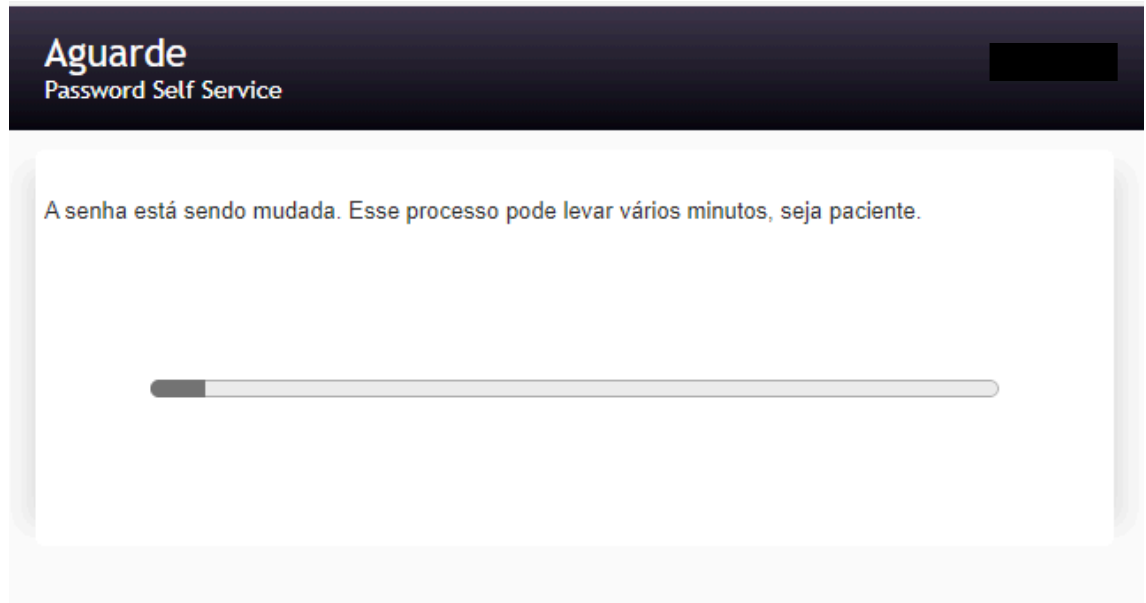 Aguarde
Password Self Service
A senha está sendo mudada. Esse processo pode levar vários minutos, seja paciente.